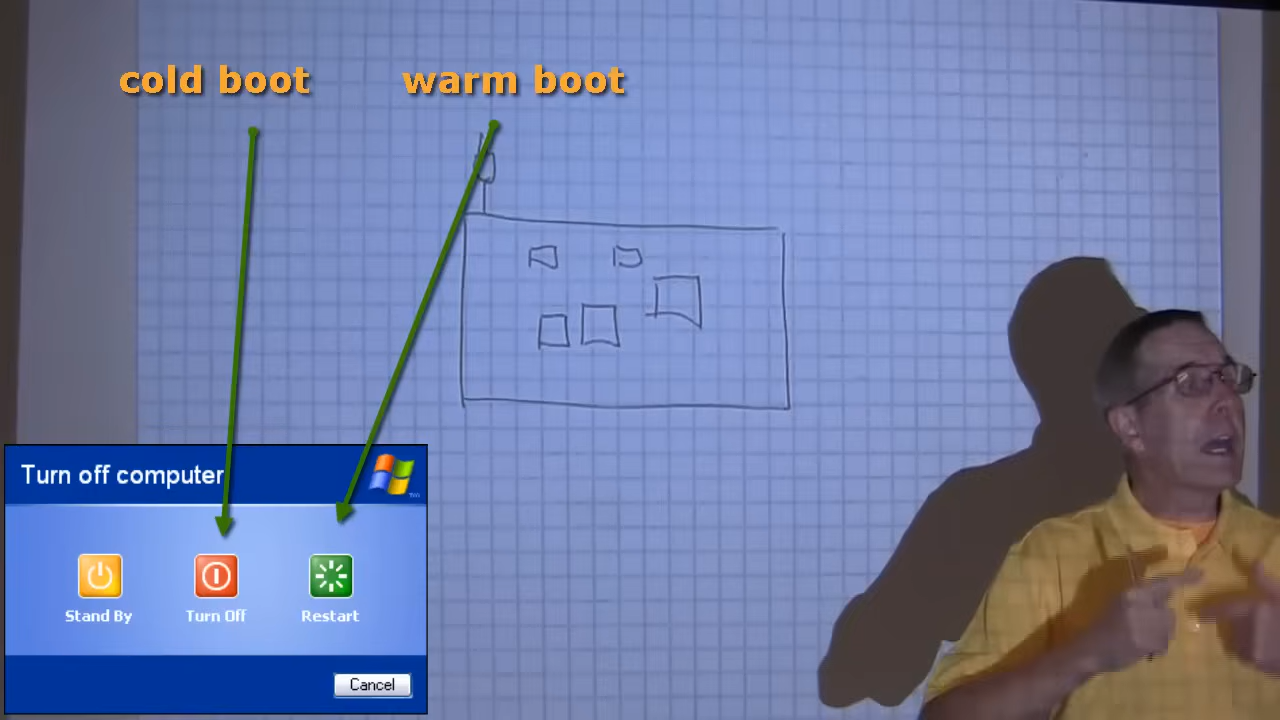 cold boot
warm boot
Turn off computer
Stand By
Turn Off
Restart
Cancel